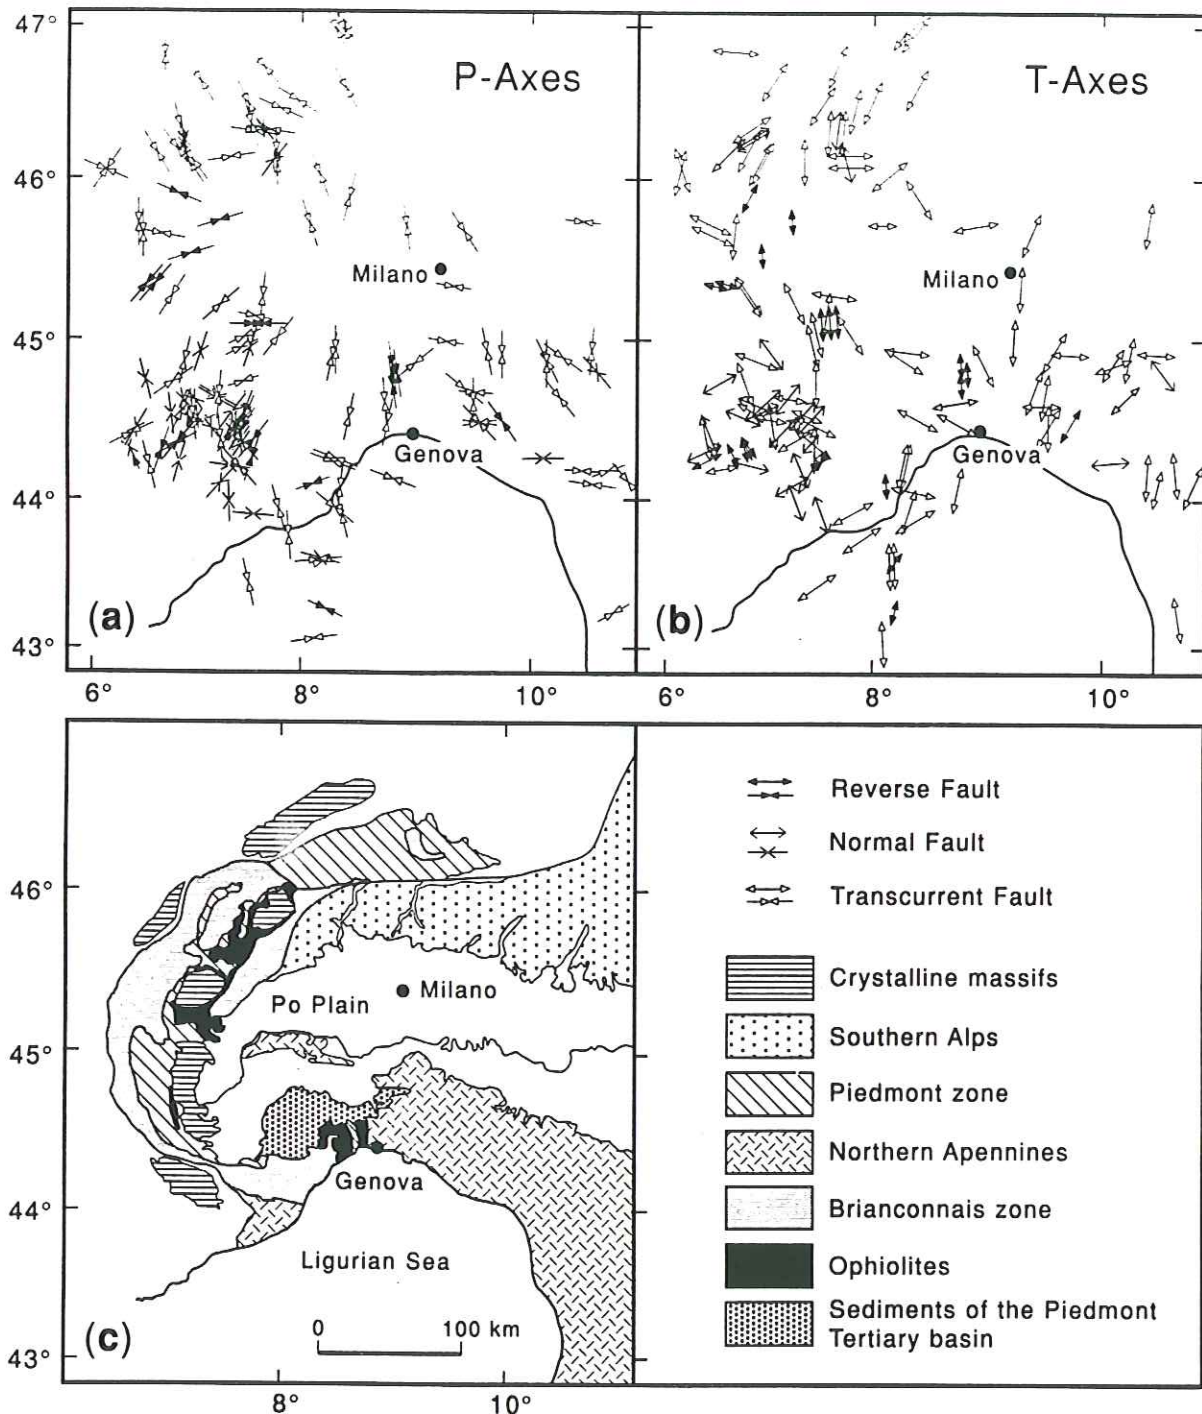 47°
46°
45°
44°
43°
P-Axes
Milano
Genova
(a)
6°
8°
10°
T-Axes
Milano
Genova
(b)
6°
8°
10°
46°
45°
44°
43°
Po Plain
Milano
Genova
Ligurian Sea
0
100 km
(c)
8°
10°
Reverse Fault
Normal Fault
Transcurrent Fault
Crystalline massifs
Southern Alps
Piedmont zone
Northern Apennines
Brianconnais zone
Ophiolites
Sediments of the Piedmont
Tertiary basin